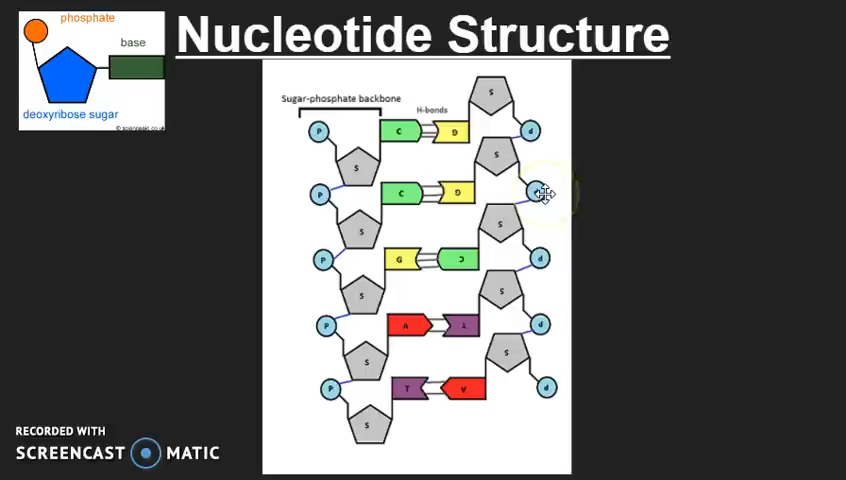 Nucleotide Structure
phosphate
base
deoxyribose sugar
Sugar-phosphate backbone
H-bonds
S
P C G P
S S
P C G
S S
P G C P
S S
P A T P
S S
P T A P
S
RECORDED WITH
SCREENCAST MATIC